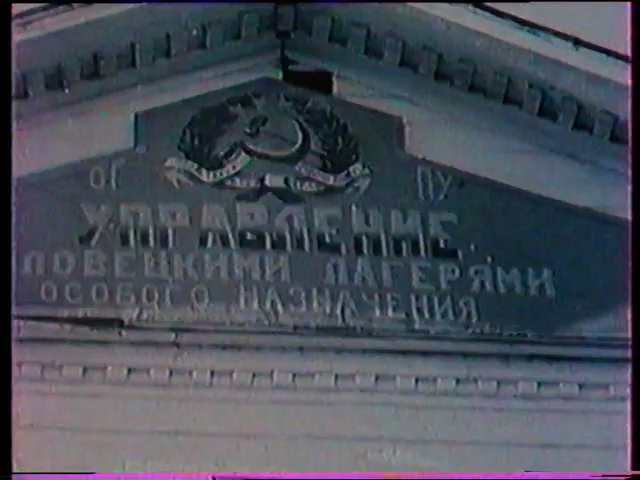 ОГ ПУ
УПРАВЛЕНИЕ
ЛОВЕЦКИМИ ЛАГЕРЯМИ
ОСОБОГО НАЗНАЧЕНИЯ